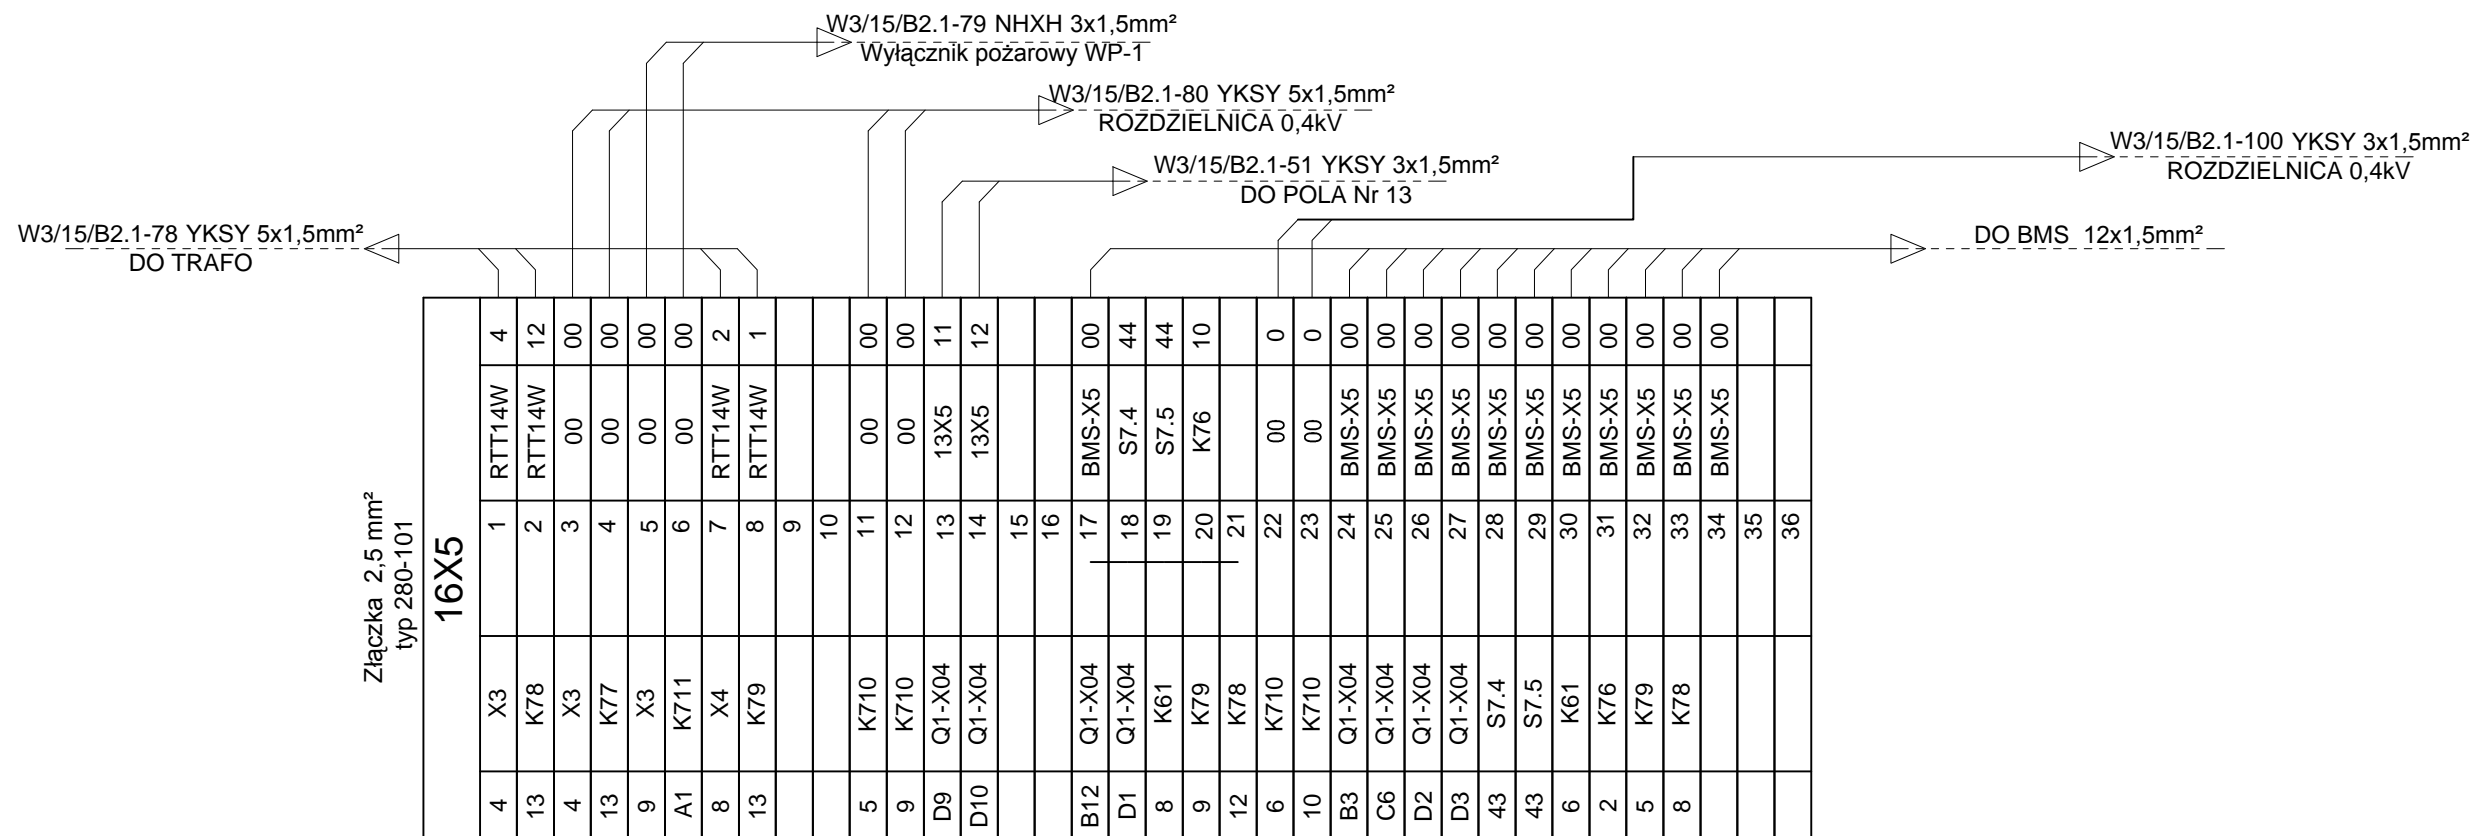 W3/15/B2.1-79 NHXH 3x1,5mm²
Wyłącznik pożarowy WP-1
W3/15/B2.1-80 YKSY 5x1,5mm²
ROZDZIELNICA 0,4kV
W3/15/B2.1-100 YKSY 3x1,5mm²
ROZDZIELNICA 0,4kV
W3/15/B2.1-51 YKSY 3x1,5mm²
DO POLA Nr 13
W3/15/B2.1-78 YKSY 5x1,5mm²
DO TRAFO
DO BMS 12x1,5mm²
Złączka 2,5 mm²
typ 280-101
16X5
4 X3 1 RTT14W 4
13 K78 2 RTT14W 12
4 X3 3 00 00
13 K77 4 00 00
9 X3 5 00 00
A1 K711 6 00 00
8 X4 7 RTT14W 2
13 K79 8 RTT14W 1
9
10
5 K710 11 00 00
9 K710 12 00 00
D9 Q1-X04 13 13X5 11
D10 Q1-X04 14 13X5 12
15
16
B12 Q1-X04 17 BMS-X5 00
D1 Q1-X04 18 S7.4 44
8 K61 19 S7.5 44
9 K79 20 K76 10
12 K78 21
6 K710 22 00 0
10 K710 23 00 0
B3 Q1-X04 24 BMS-X5 00
C6 Q1-X04 25 BMS-X5 00
D2 Q1-X04 26 BMS-X5 00
D3 Q1-X04 27 BMS-X5 00
43 S7.4 28 BMS-X5 00
43 S7.5 29 BMS-X5 00
6 K61 30 BMS-X5 00
2 K76 31 BMS-X5 00
5 K79 32 BMS-X5 00
8 K78 33 BMS-X5 00
34 BMS-X5 00
35
36